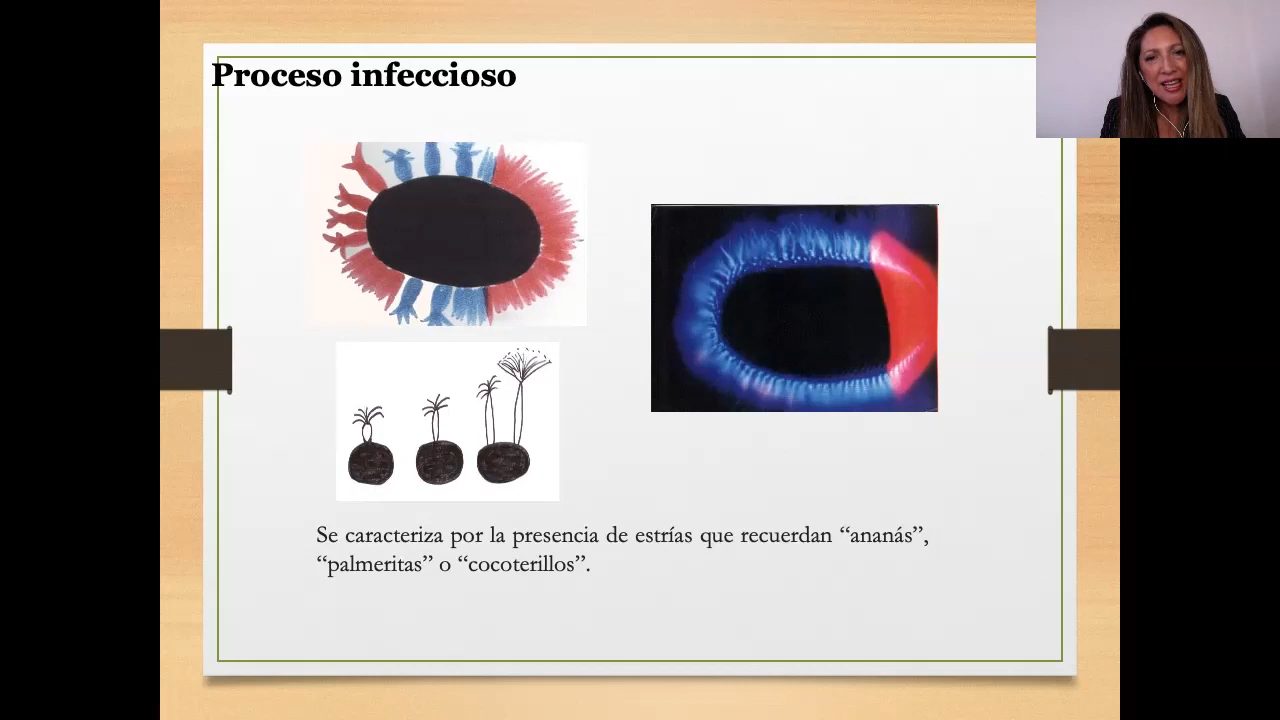 Proceso infeccioso
Se caracteriza por la presencia de estrías que recuerdan “ananás”,
“palmeritas” o “cocoterillos”.